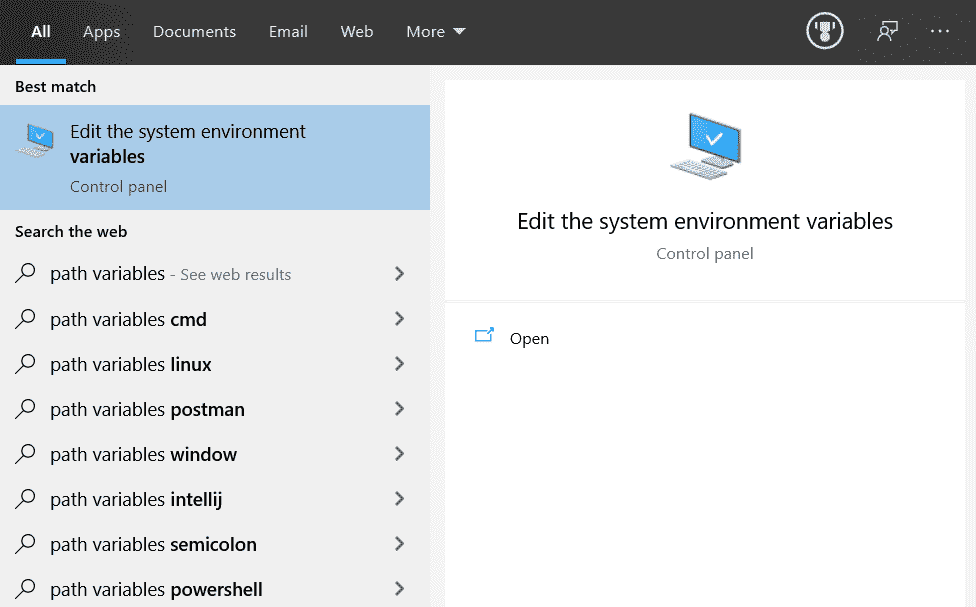 All Apps Documents Email Web More
Best match
Edit the system environment
variables
Control panel
Search the web
path variables - See web results
path variables cmd
path variables linux
path variables postman
path variables window
path variables intellij
path variables semicolon
path variables powershell
Edit the system environment variables
Control panel
Open